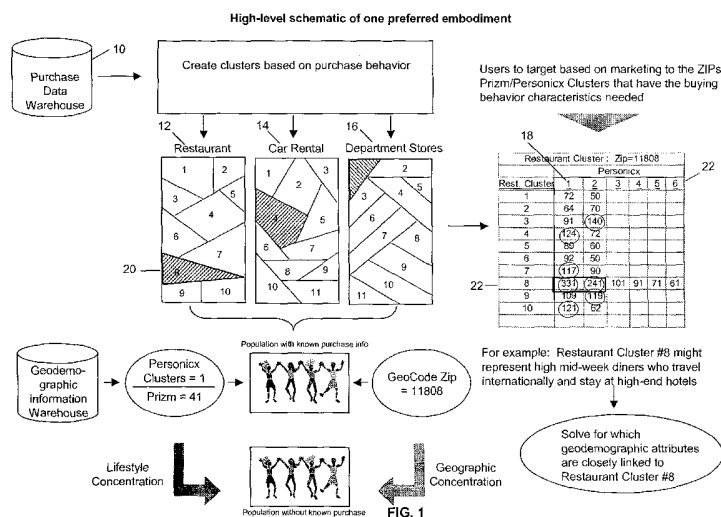 High-level schematic of one preferred embodiment
10
Purchase
Data
Warehouse
Create clusters based on purchase behavior
Users to target based on marketing to the ZIPs
Prizm/Personicx Clusters that have the buying
behavior characteristics needed
12
Restaurant
14
Car Rental
16
Department Stores
1
2
3
4
5
6
7
8
9
10
20
1
2
3
4
5
6
7
8
9
10
11
2
3
4
5
6
7
8
9
10
11
18
22
Restaurant Cluster : Zip=11808
Personicx
Rest. Cluster 1 2 3 4 5 6
1 72 50
2 64 70
3 91 140
4 124 72
5 89 60
6 92 50
7 117 90
8 331 241 101 91 71 61
9 109 119
10 121 62
22
Geodemo-
graphic
information
Warehouse
Personicx
Clusters = 1
Prizm = 41
Population with known purchase info
GeoCode Zip
= 11808
For example: Restaurant Cluster #8 might
represent high mid-week diners who travel
internationally and stay at high-end hotels
Solve for which
geodemographic attributes
are closely linked to
Restaurant Cluster #8
Lifestyle
Concentration
Geographic
Concentration
Population without known purchase
FIG. 1